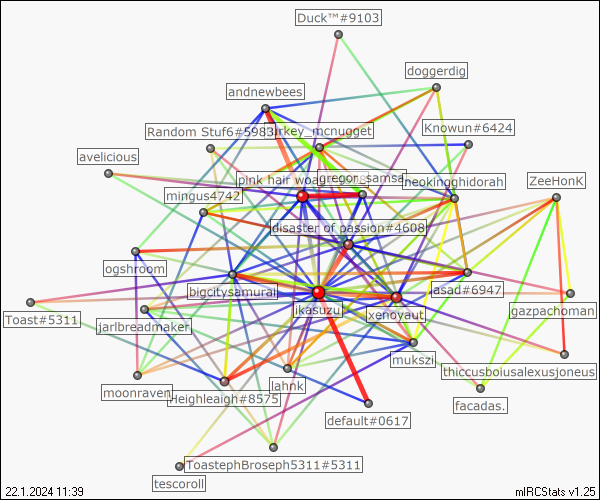 Duck™#9103
doggerdig
andnewbees
Knowun#6424
Random Stuf6#5983
irkey_mcnugget
avelicious
pink hair woa
gregor_samsa
neokingghidorah
ZeeHonK
mingus4742
disaster of passion#4608
ogshroom
bigcitysamurai
asad#6947
Toast#5311
ikasuzu
xenoyaut
gazpachoman
jarlbreadmaker
mukszi
thiccusboiusalexusjoneus
moonraven
lahnk
Heighleaigh#8575
default#0617
facadas.
ToastephBroseph5311#5311
tescoroll
22.1.2024 11:39
mIRCStats v1.25